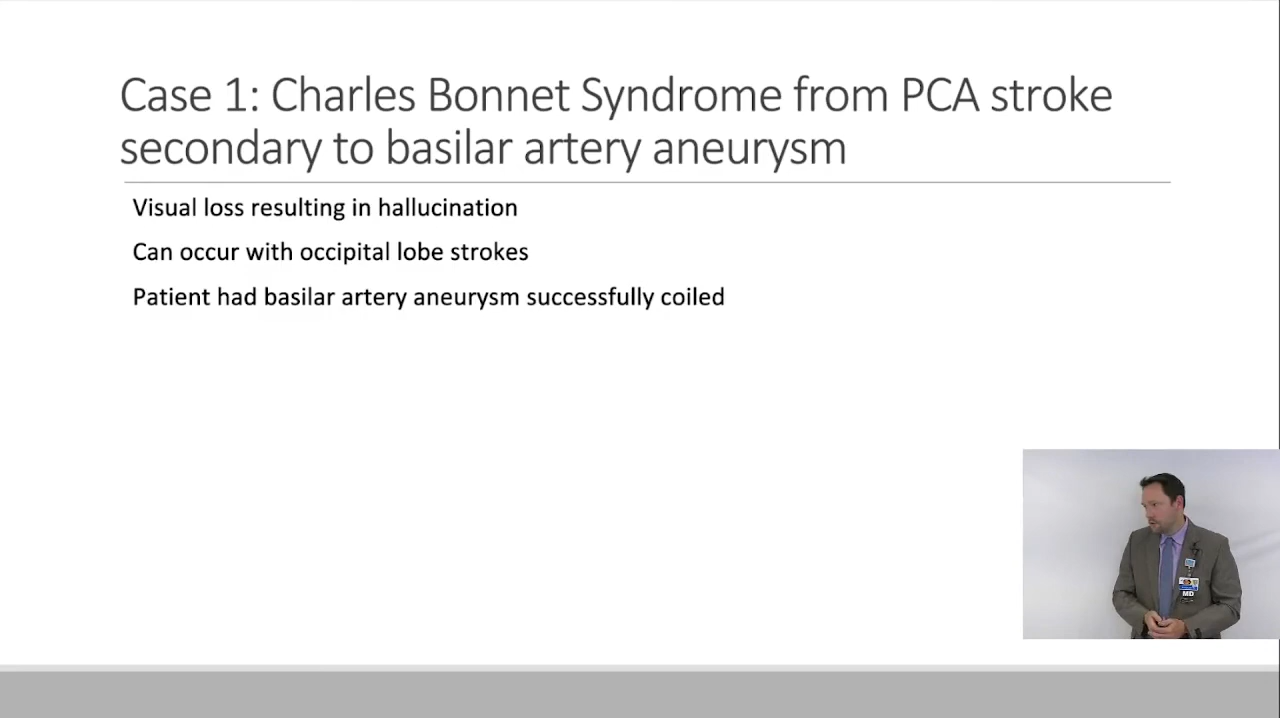 Case 1: Charles Bonnet Syndrome from PCA stroke
secondary to basilar artery aneurysm
Visual loss resulting in hallucination
Can occur with occipital lobe strokes
Patient had basilar artery aneurysm successfully coiled
MD